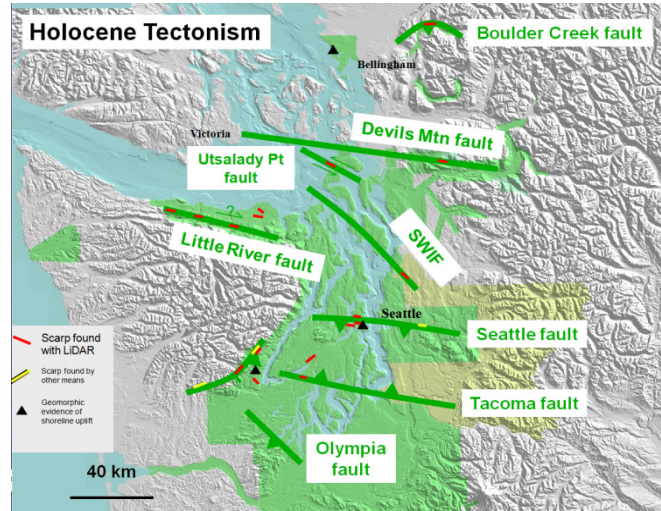 Holocene Tectonism
Boulder Creek fault
Bellingham
Victoria
Devils Mtn fault
Utsalady Pt
fault
?
Little River fault
SWIF
Seattle
Seattle fault
Tacoma fault
Olympia
fault
Scarp found
with LiDAR
Scarp found by
other means
Geomorphic
evidence of
shoreline uplift
40 km